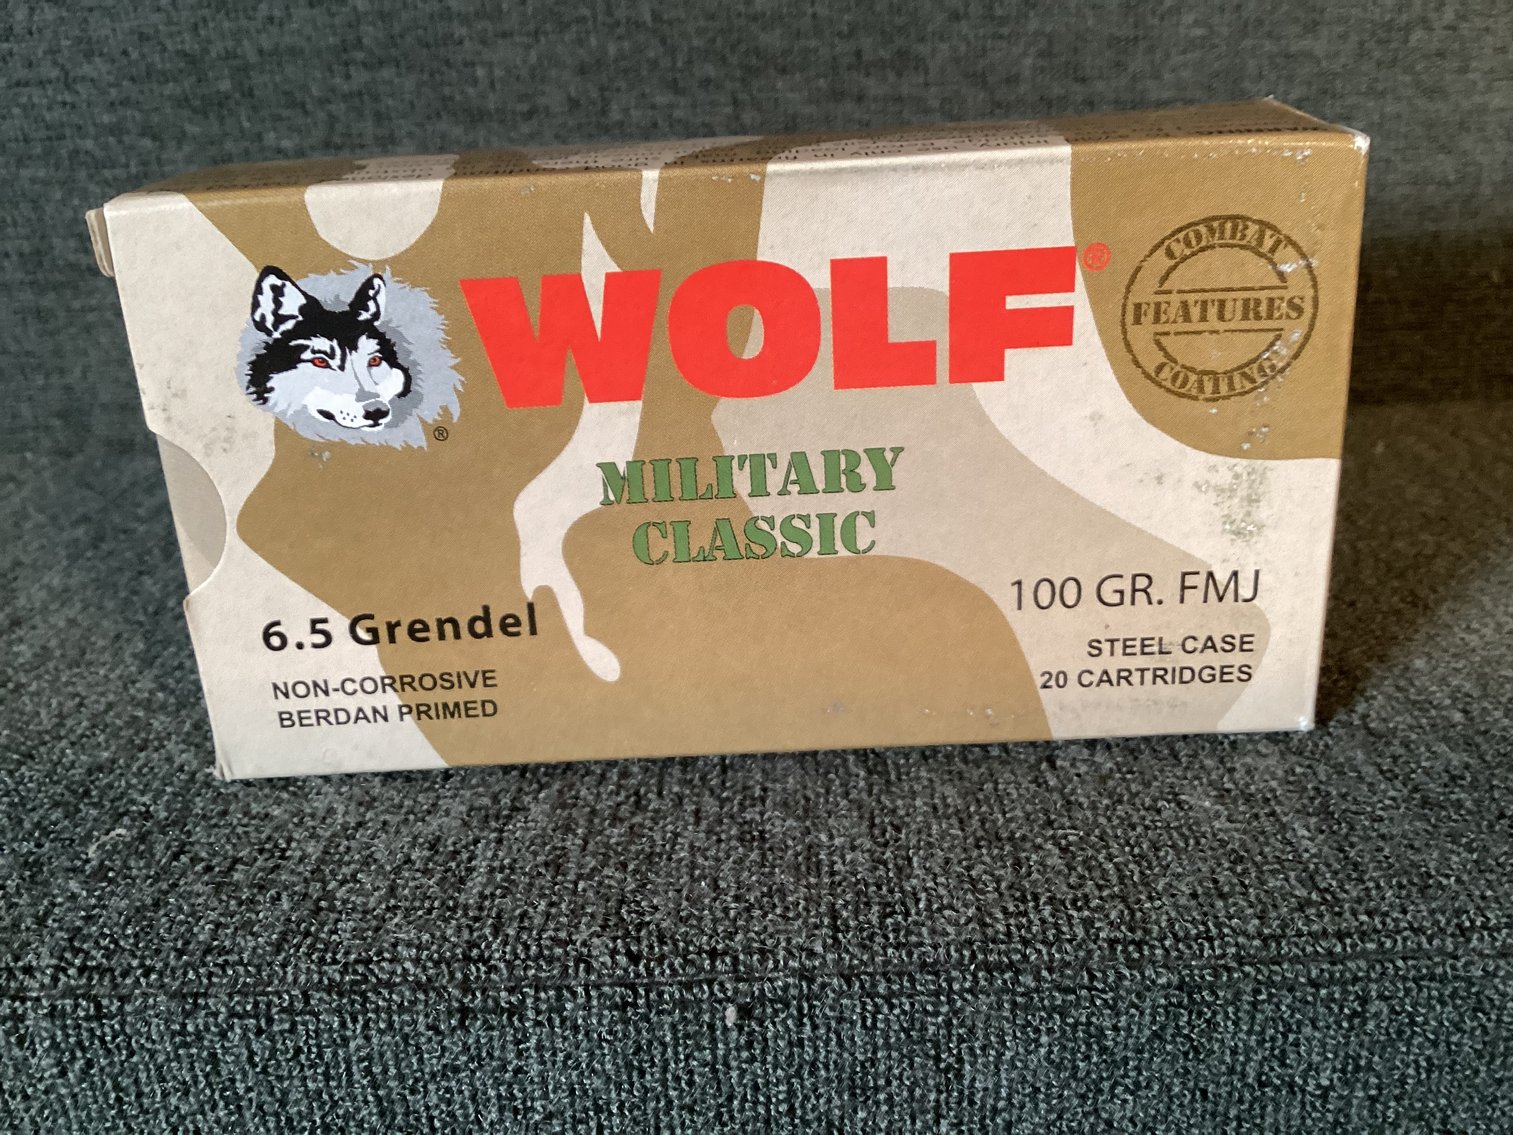 WOLF®
COMBAT
FEATURES
COATING
®
MILITARY
CLASSIC
6.5 Grendel
NON-CORROSIVE
BERDAN PRIMED
100 GR. FMJ
STEEL CASE
20 CARTRIDGES